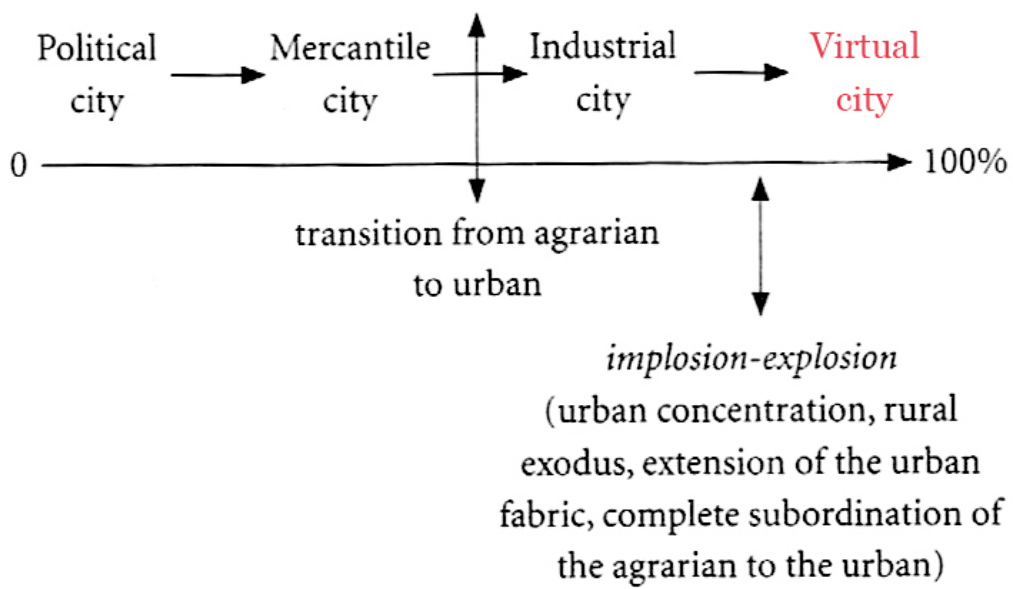 Political
city
Mercantile
city
Industrial
city
Virtual
city
0
100%
transition from agrarian
to urban
implosion-explosion
(urban concentration, rural
exodus, extension of the urban
fabric, complete subordination of
the agrarian to the urban)